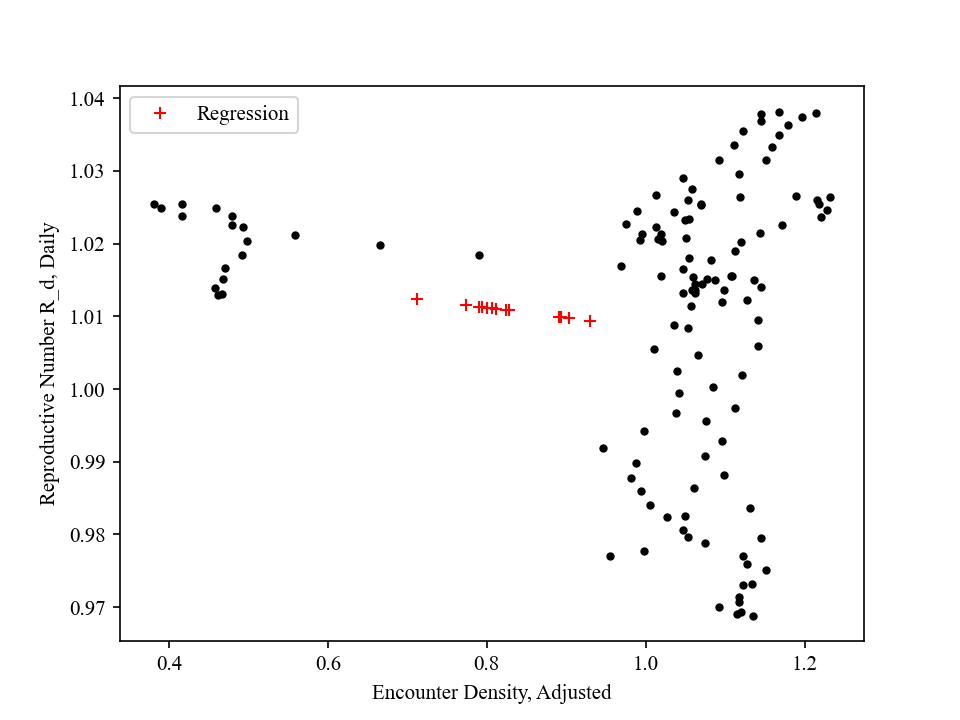 Regression
1.04
1.03
1.02
1.01
1.00
0.99
0.98
0.97
Reproductive Number R_d, Daily
0.4 0.6 0.8 1.0 1.2
Encounter Density, Adjusted